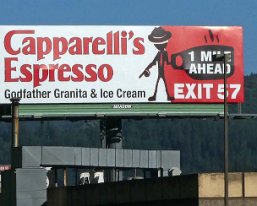 Capparelli's
Espresso
Godfather Granita & Ice Cream
1 MILE
AHEAD
EXIT 57